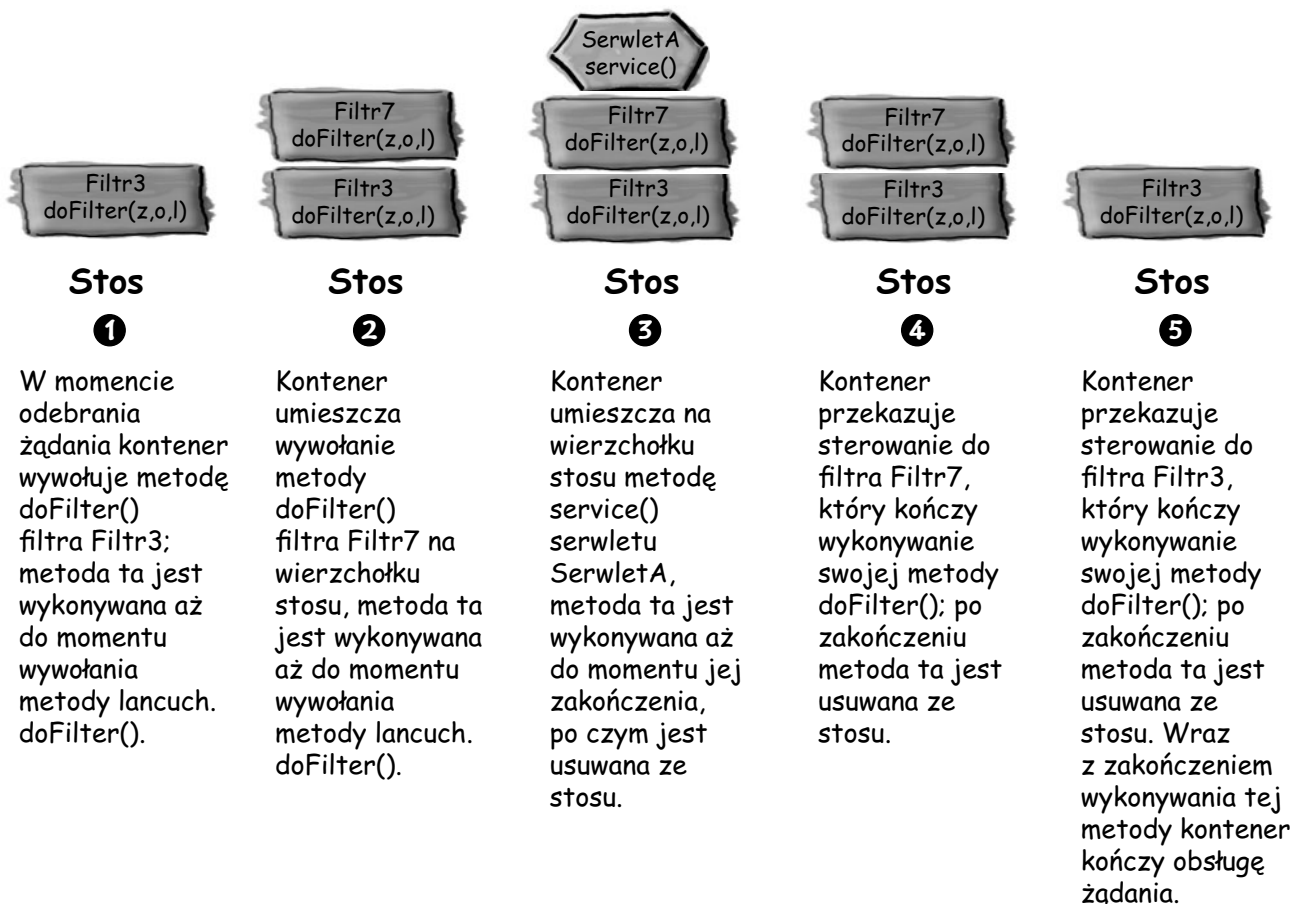 SerwletA
service()
Filtr7
doFilter(z,o,l)
Filtr7
doFilter(z,o,l)
Filtr7
doFilter(z,o,l)
Filtr3
doFilter(z,o,l)
Filtr3
doFilter(z,o,l)
Filtr3
doFilter(z,o,l)
Filtr3
doFilter(z,o,l)
Filtr3
doFilter(z,o,l)
Stos
1
W momencie
odebrania
żądania kontener
wywołuje metodę
doFilter()
filtra Filtr3;
metoda ta jest
wykonywana aż
do momentu
wywołania
metody lancuch.
doFilter().
Stos
2
Kontener
umieszcza
wywołanie
metody
doFilter()
filtra Filtr7 na
wierzchołku
stosu, metoda ta
jest wykonywana
aż do momentu
wywołania
metody lancuch.
doFilter().
Stos
3
Kontener
umieszcza na
wierzchołku
stosu metodę
service()
serwletu
SerwletA,
metoda ta jest
wykonywana aż
do momentu jej
zakończenia,
po czym jest
usuwana ze
stosu.
Stos
4
Kontener
przekazuje
sterowanie do
filtra Filtr7,
który kończy
wykonywanie
swojej metody
doFilter(); po
zakończeniu
metoda ta jest
usuwana ze
stosu.
Stos
5
Kontener
przekazuje
sterowanie do
filtra Filtr3,
który kończy
wykonywanie
swojej metody
doFilter(); po
zakończeniu
metoda ta jest
usuwana ze
stosu. Wraz
z zakończeniem
wykonywania tej
metody kontener
kończy obsługę
żądania.